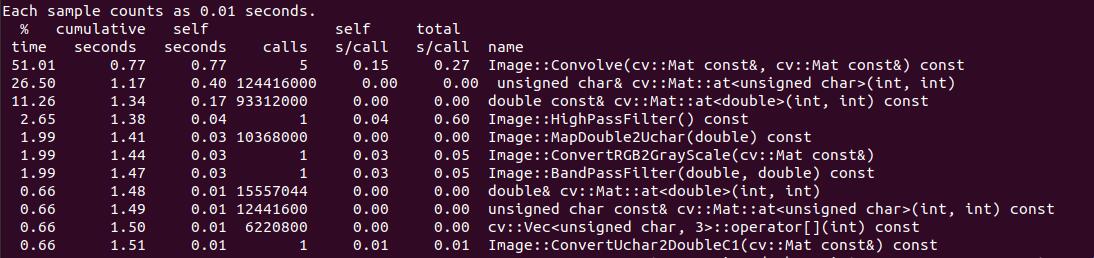 Each sample counts as 0.01 seconds.
  %   cumulative   self              self     total
 time   seconds   seconds    calls   s/call   s/call  name
51.01      0.77     0.77        5     0.15     0.27  Image::Convolve(cv::Mat const&, cv::Mat const&) const
26.50      1.17     0.40 124416000     0.00     0.00  unsigned char& cv::Mat::at<unsigned char>(int, int)
11.26      1.34     0.17 93312000     0.00     0.00  double const& cv::Mat::at<double>(int, int) const
 2.65      1.38     0.04        1     0.04     0.60  Image::HighPassFilter() const
 1.99      1.41     0.03 10368000     0.00     0.00  Image::MapDouble2Uchar(double) const
 1.99      1.44     0.03        1     0.03     0.05  Image::ConvertRGB2GrayScale(cv::Mat const&)
 1.99      1.47     0.03        1     0.03     0.05  Image::BandPassFilter(double, double) const
 0.66      1.48     0.01 15557044     0.00     0.00  double& cv::Mat::at<double>(int, int)
 0.66      1.49     0.01 12441600     0.00     0.00  unsigned char const& cv::Mat::at<unsigned char>(int, int) const
 0.66      1.50     0.01  6220800     0.00     0.00  cv::Vec<unsigned char, 3>::operator[](int) const
 0.66      1.51     0.01        1     0.01     0.01  Image::ConvertUchar2DoubleC1(cv::Mat const&) const